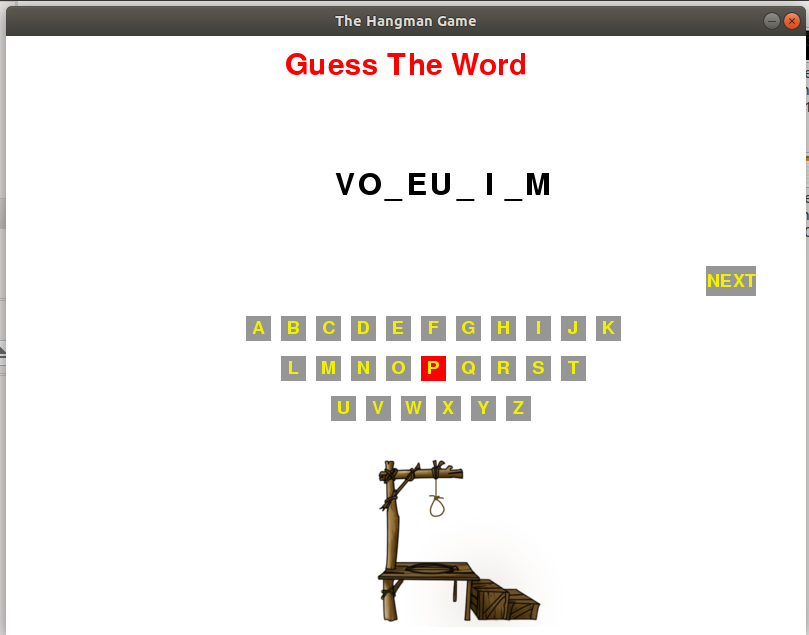 The Hangman Game
Guess The Word
VO_EU_I_M
NEXT
A B C D E F G H I J K
L M N O P Q R S T
U V W X Y Z